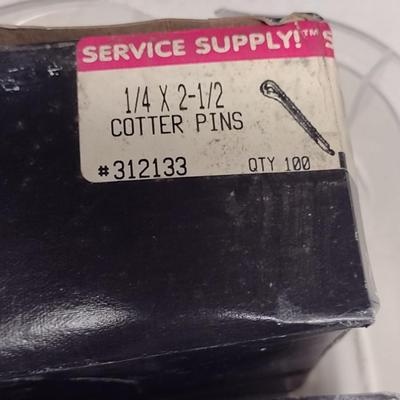 SERVICE SUPPLY!™ S
1/4 X 2-1/2
COTTER PINS
#312133 QTY 100